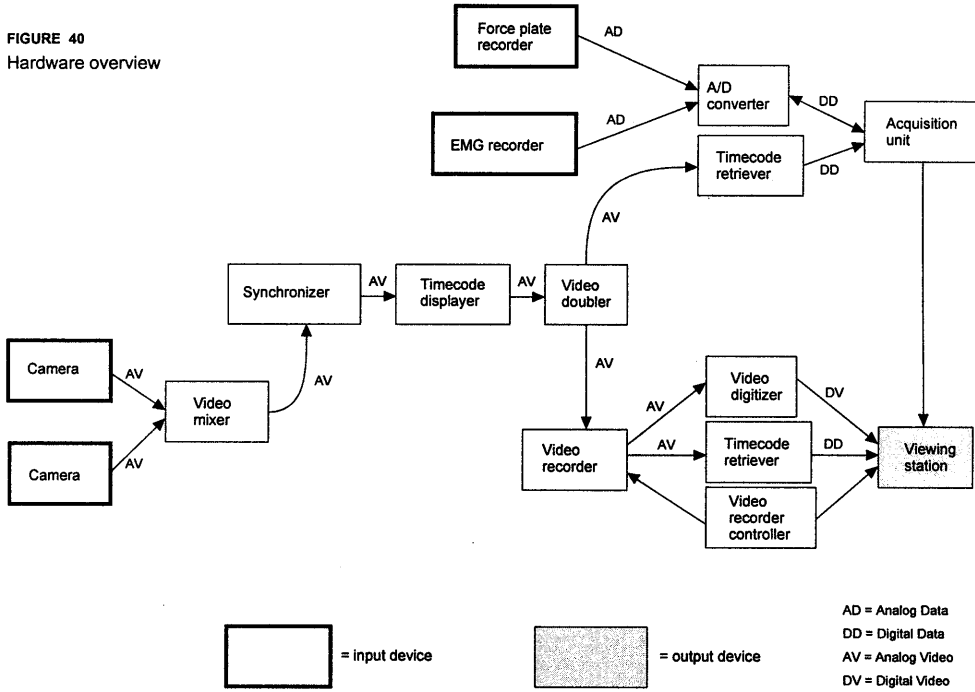 FIGURE 40
Hardware overview
Force plate
recorder
AD
A/D
converter
DD
Acquisition
unit
EMG recorder
AD
Timecode
retriever
DD
AV
Synchronizer
AV
Timecode
displayer
AV
Video
doubler
Camera
AV
Video
mixer
AV
Camera
AV
AV
Video
recorder
AV
Video
digitizer
DV
AV
Timecode
retriever
DD
Viewing
station
Video
recorder
controller
= input device
= output device
AD = Analog Data
DD = Digital Data
AV = Analog Video
DV = Digital Video